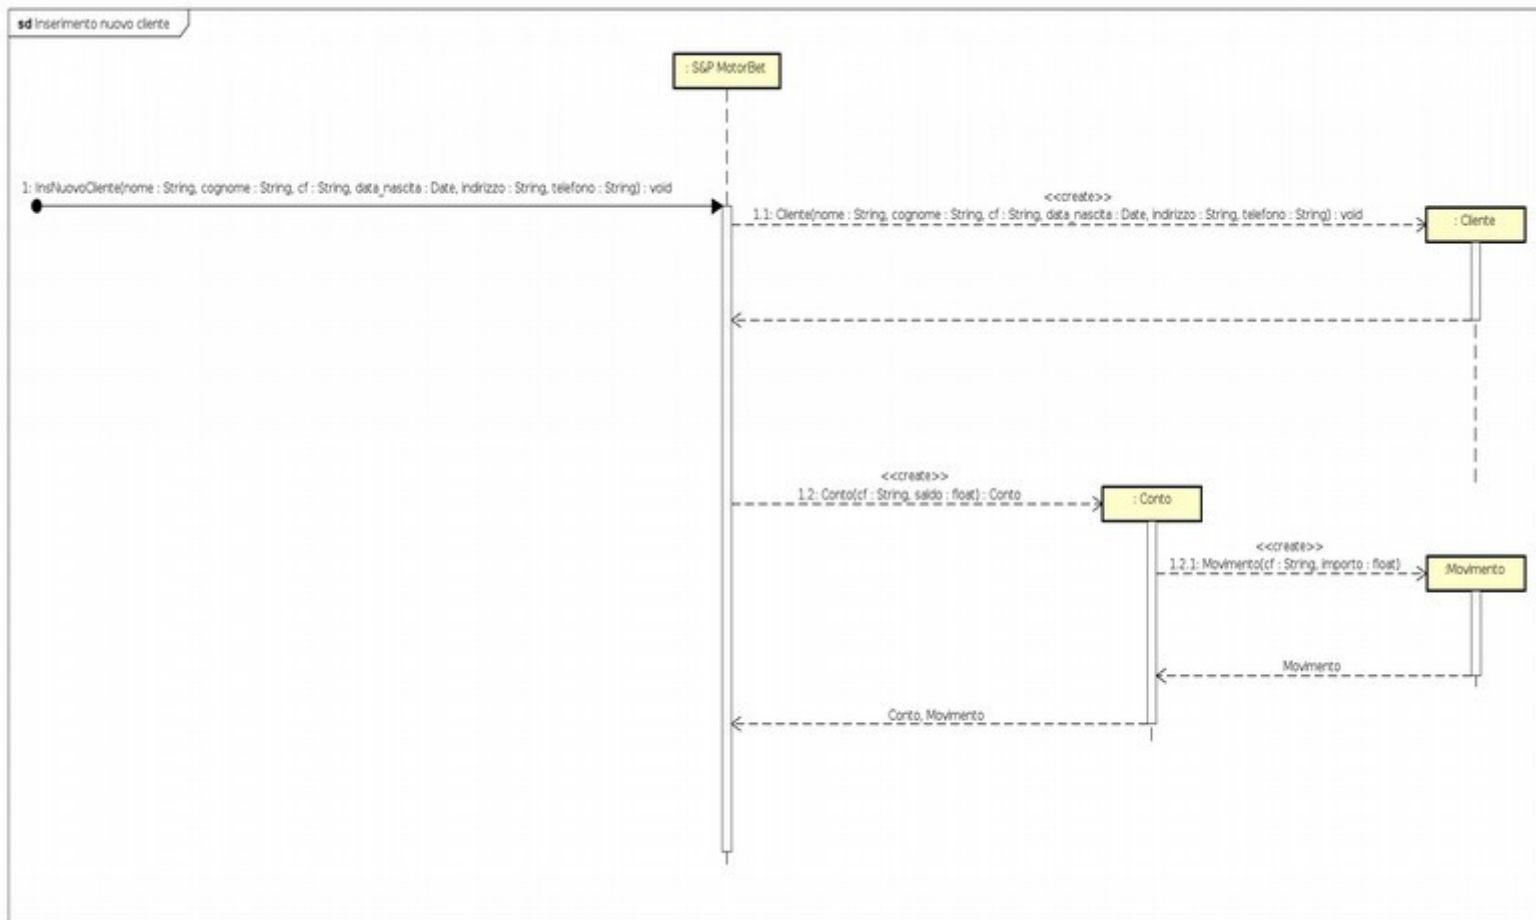 sd Inserimento nuovo cliente
: S&P MotorBet
1: InsNuovoCliente(nome : String, cognome : String, cf : String, data_nascita : Date, indirizzo : String, telefono : String) : void
<<create>>
1.1: Cliente(nome : String, cognome : String, cf : String, data_nascita : Date, indirizzo : String, telefono : String) : void
: Cliente
<<create>>
1.2: Conto(cf : String, saldo : float) : Conto
: Conto
<<create>>
1.2.1: Movimento(cf : String, importo : float)
:Movimento
Movimento
Conto, Movimento